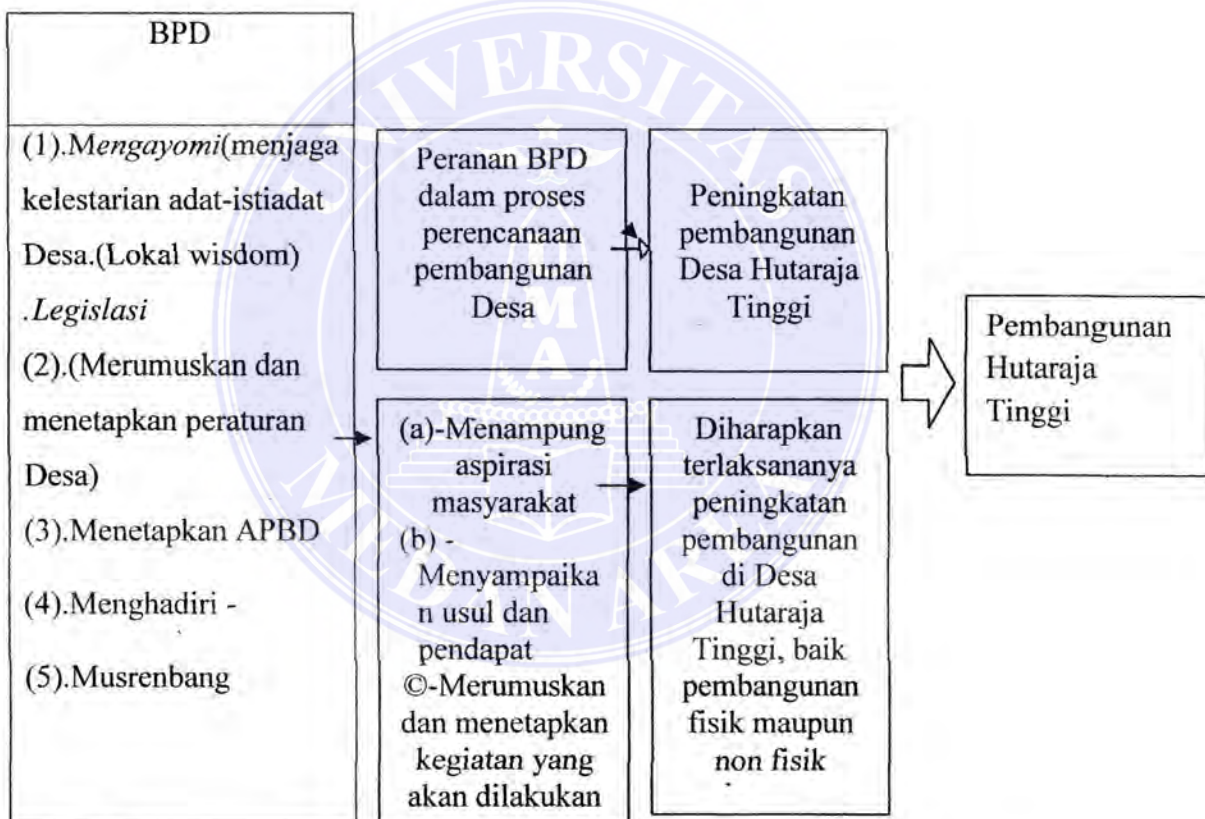 BPD
(1).Mengayomi(menjaga
kelestarian adat-istiadat
Desa.(Lokal wisdom)
.Legislasi
(2).(Merumuskan dan
menetapkan peraturan
Desa)
(3).Menetapkan APBD
(4).Menghadiri -
(5).Musrenbang
Peranan BPD
dalam proses
perencanaan
pembangunan
Desa
(a)-Menampung
aspirasi
masyarakat
(b) -
Menyampaika
n usul dan
pendapat
©-Merumuskan
dan menetapkan
kegiatan yang
akan dilakukan
Peningkatan
pembangunan
Desa Hutaraja
Tinggi
Diharapkan
terlaksananya
peningkatan
pembangunan
di Desa
Hutaraja
Tinggi, baik
pembangunan
fisik maupun
non fisik
Pembangunan
Hutaraja
Tinggi
UNIVERSITAS
MEDAN AREA
U
M
A